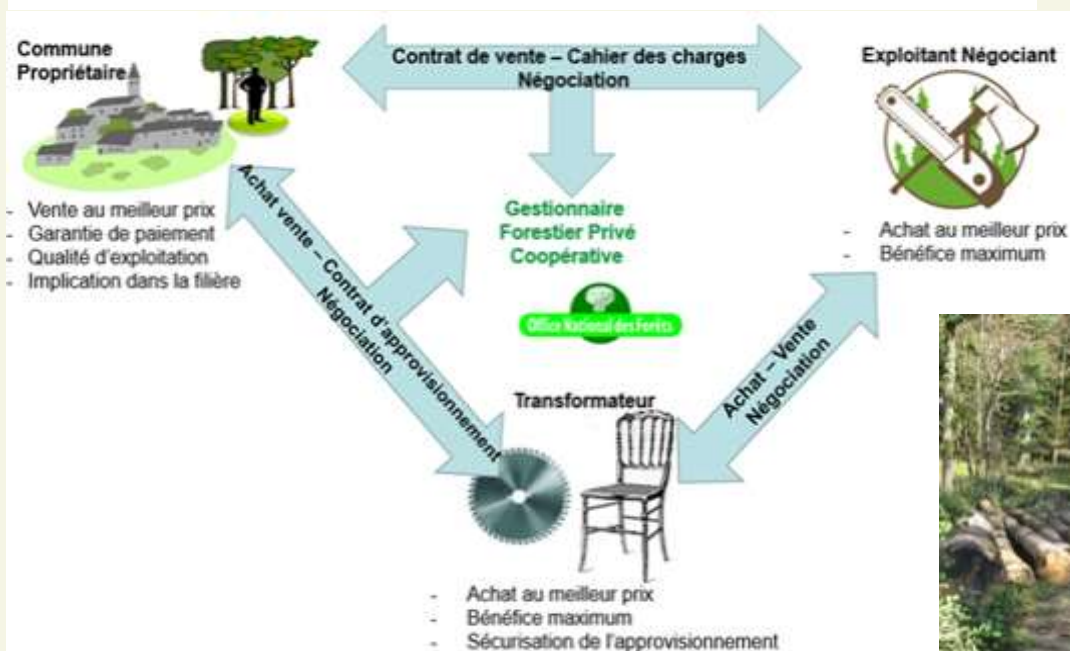 Commune
Propriétaire
Contrat de vente – Cahier des charges
Négociation
Exploitant Négociant
- Vente au meilleur prix
- Garantie de paiement
- Qualité d'exploitation
- Implication dans la filière
Achat vente – Contrat d'approvisionnement
Négociation
Gestionnaire
Forestier Privé
Coopérative
Office National des Forêts
- Achat au meilleur prix
- Bénéfice maximum
Achat – Vente
Négociation
Transformateur
- Achat au meilleur prix
- Bénéfice maximum
- Sécurisation de l'approvisionnement